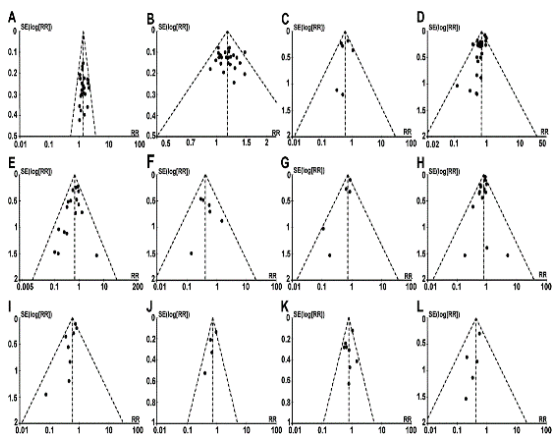 A SE(log[RR]) B SE(log[RR]) C SE(log[RR]) D SE(log[RR])
0 0 0 0
0.1 0.1 0.5 0.5
0.2 0.2
0.3 0.3 1 1
0.4 0.4 1.5 1.5
0.5 RR 0.5 RR 2 RR 2 RR
0.01 0.1 1 10 100 0.5 0.7 1 1.5 2 0.01 0.1 1 10 100 0.02 0.1 1 10 50
E SE(log[RR]) F SE(log[RR]) G SE(log[RR]) H SE(log[RR])
0 0 0 0
0.5 0.5 0.5 0.5
1 1 1 1
1.5 1.5 1.5 1.5
2 RR 2 RR 2 RR 2 RR
0.005 0.1 1 10 200 0.01 0.1 1 10 100 0.01 0.1 1 10 100 0.01 0.1 1 10 100
I SE(log[RR]) J SE(log[RR]) K SE(log[RR]) L SE(log[RR])
0 0 0 0
0.5 0.2 0.2 0.5
1 0.4 0.4 1
0.6 0.6
1.5 0.8 0.8 1.5
2 RR 1 RR 1 RR 2 RR
0.01 0.1 1 10 100 0.01 0.1 1 10 100 0.01 0.1 1 10 100 0.01 0.1 1 10 100